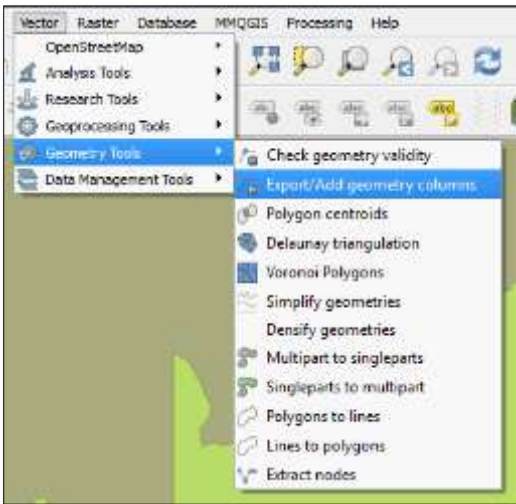 Vector Raster Database MMQGIS Processing Help
OpenStreetMap
Analysis Tools
Research Tools
Geoprocessing Tools
Geometry Tools
Data Management Tools
Check geometry validity
Export/Add geometry columns
Polygon centroids
Delaunay triangulation
Voronoi Polygons
Simplify geometries
Densify geometries
Multipart to singleparts
Singleparts to multipart
Polygons to lines
Lines to polygons
Extract nodes